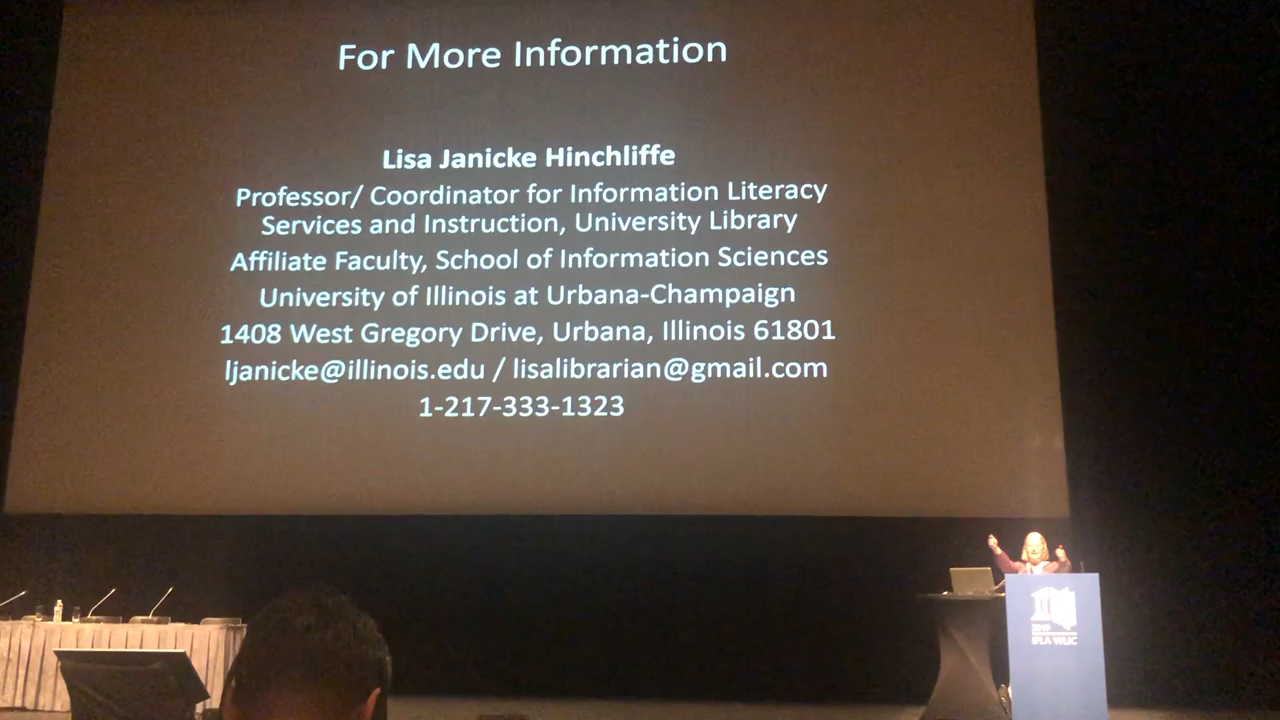 For More Information
Lisa Janicke Hinchliffe
Professor/ Coordinator for Information Literacy
Services and Instruction, University Library
Affiliate Faculty, School of Information Sciences
University of Illinois at Urbana-Champaign
1408 West Gregory Drive, Urbana, Illinois 61801
ljanicke@illinois.edu / lisalibrarian@gmail.com
1-217-333-1323
2019
IFLA WLIC